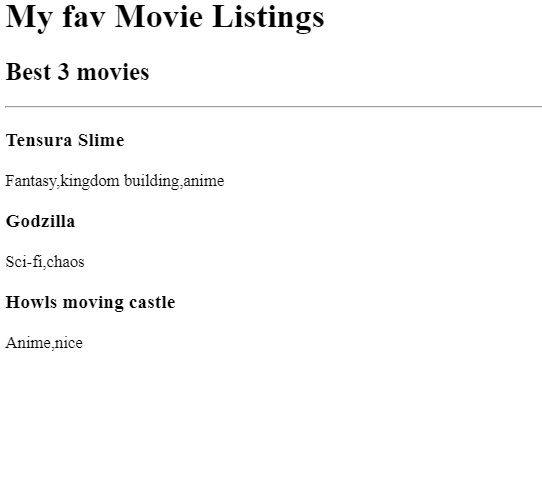 My fav Movie Listings
Best 3 movies
Tensura Slime
Fantasy,kingdom building,anime
Godzilla
Sci-fi,chaos
Howls moving castle
Anime,nice